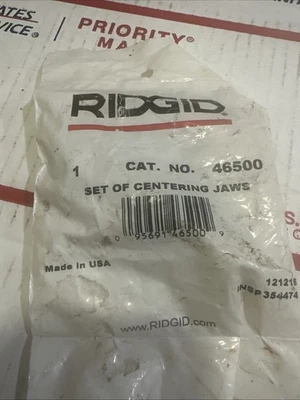 ATES
VICE®
PRIORITY®
MA
RIDGID
1 CAT. NO. 46500
SET OF CENTERING JAWS
0 95691 46500 9
Made in USA
121215
NSP 354474
www.RIDGID.com